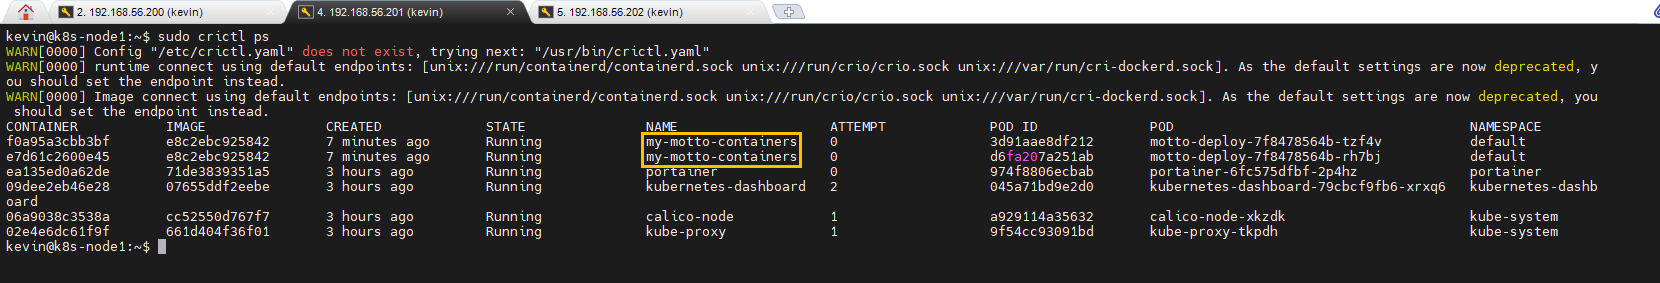 2. 192.168.56.200 (kevin)
4. 192.168.56.201 (kevin)
5. 192.168.56.202 (kevin)
kevin@k8s-node1:~$ sudo crictl ps
WARN[0000] Config "/etc/crictl.yaml" does not exist, trying next: "/usr/bin/crictl.yaml"
WARN[0000] runtime connect using default endpoints: [unix:///run/containerd/containerd.sock unix:///run/crio/crio.sock unix:///var/run/cri-dockerd.sock]. As the default settings are now deprecated, y
ou should set the endpoint instead.
WARN[0000] Image connect using default endpoints: [unix:///run/containerd/containerd.sock unix:///run/crio/crio.sock unix:///var/run/cri-dockerd.sock]. As the default settings are now deprecated, you
 should set the endpoint instead.
CONTAINER IMAGE CREATED STATE NAME ATTEMPT POD ID POD NAMESPACE
f0a95a3cbb3bf e8c2ebc925842 7 minutes ago Running my-motto-containers 0 3d91aae8df212 motto-deploy-7f8478564b-tzf4v default
e7d61c2600e45 e8c2ebc925842 7 minutes ago Running my-motto-containers 0 d6fa207a251ab motto-deploy-7f8478564b-rh7bj default
ea135ed0a62de 71de3839351a5 3 hours ago Running portainer 0 974f8806ecbab portainer-6fc575dfbf-2p4hz portainer
09dee2eb46e28 07655ddf2eebe 3 hours ago Running kubernetes-dashboard 2 045a71bd9e2d0 kubernetes-dashboard-79cbcf9fb6-xrxq6 kubernetes-dashb
oard
06a9038c3538a cc52550d767f7 3 hours ago Running calico-node 1 a929114a35632 calico-node-xkzdk kube-system
02e4e6dc61f9f 661d404f36f01 3 hours ago Running kube-proxy 1 9f54cc93091bd kube-proxy-tkpdh kube-system
kevin@k8s-node1:~$